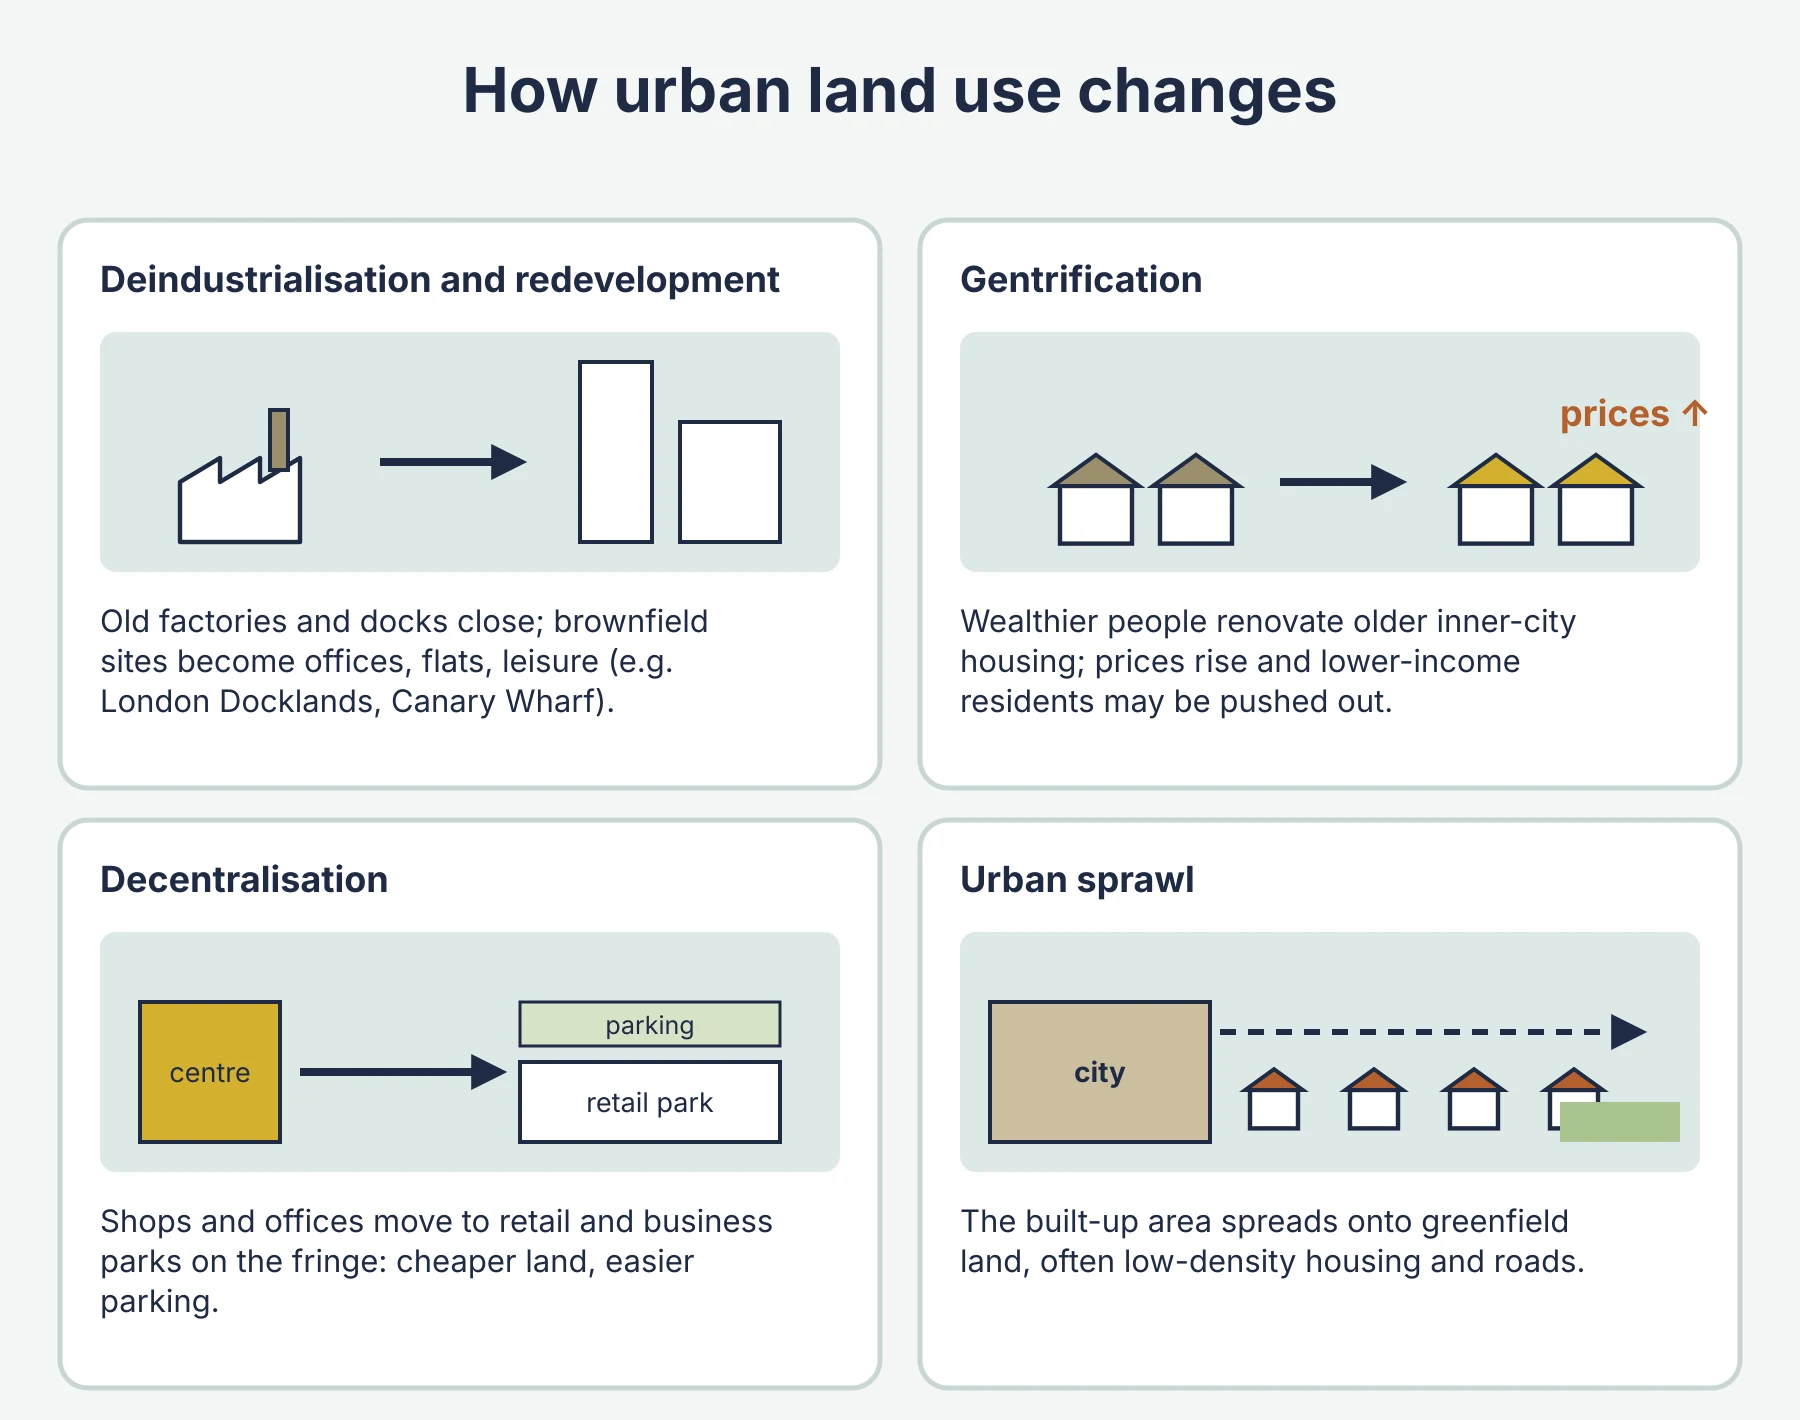 How urban land use changes
Deindustrialisation and redevelopment
Old factories and docks close; brownfield
sites become offices, flats, leisure (e.g.
London Docklands, Canary Wharf).
Gentrification
prices ↑
Wealthier people renovate older inner-city
housing; prices rise and lower-income
residents may be pushed out.
Decentralisation
centre
parking
retail park
Shops and offices move to retail and business
parks on the fringe: cheaper land, easier
parking.
Urban sprawl
city
The built-up area spreads onto greenfield
land, often low-density housing and roads.